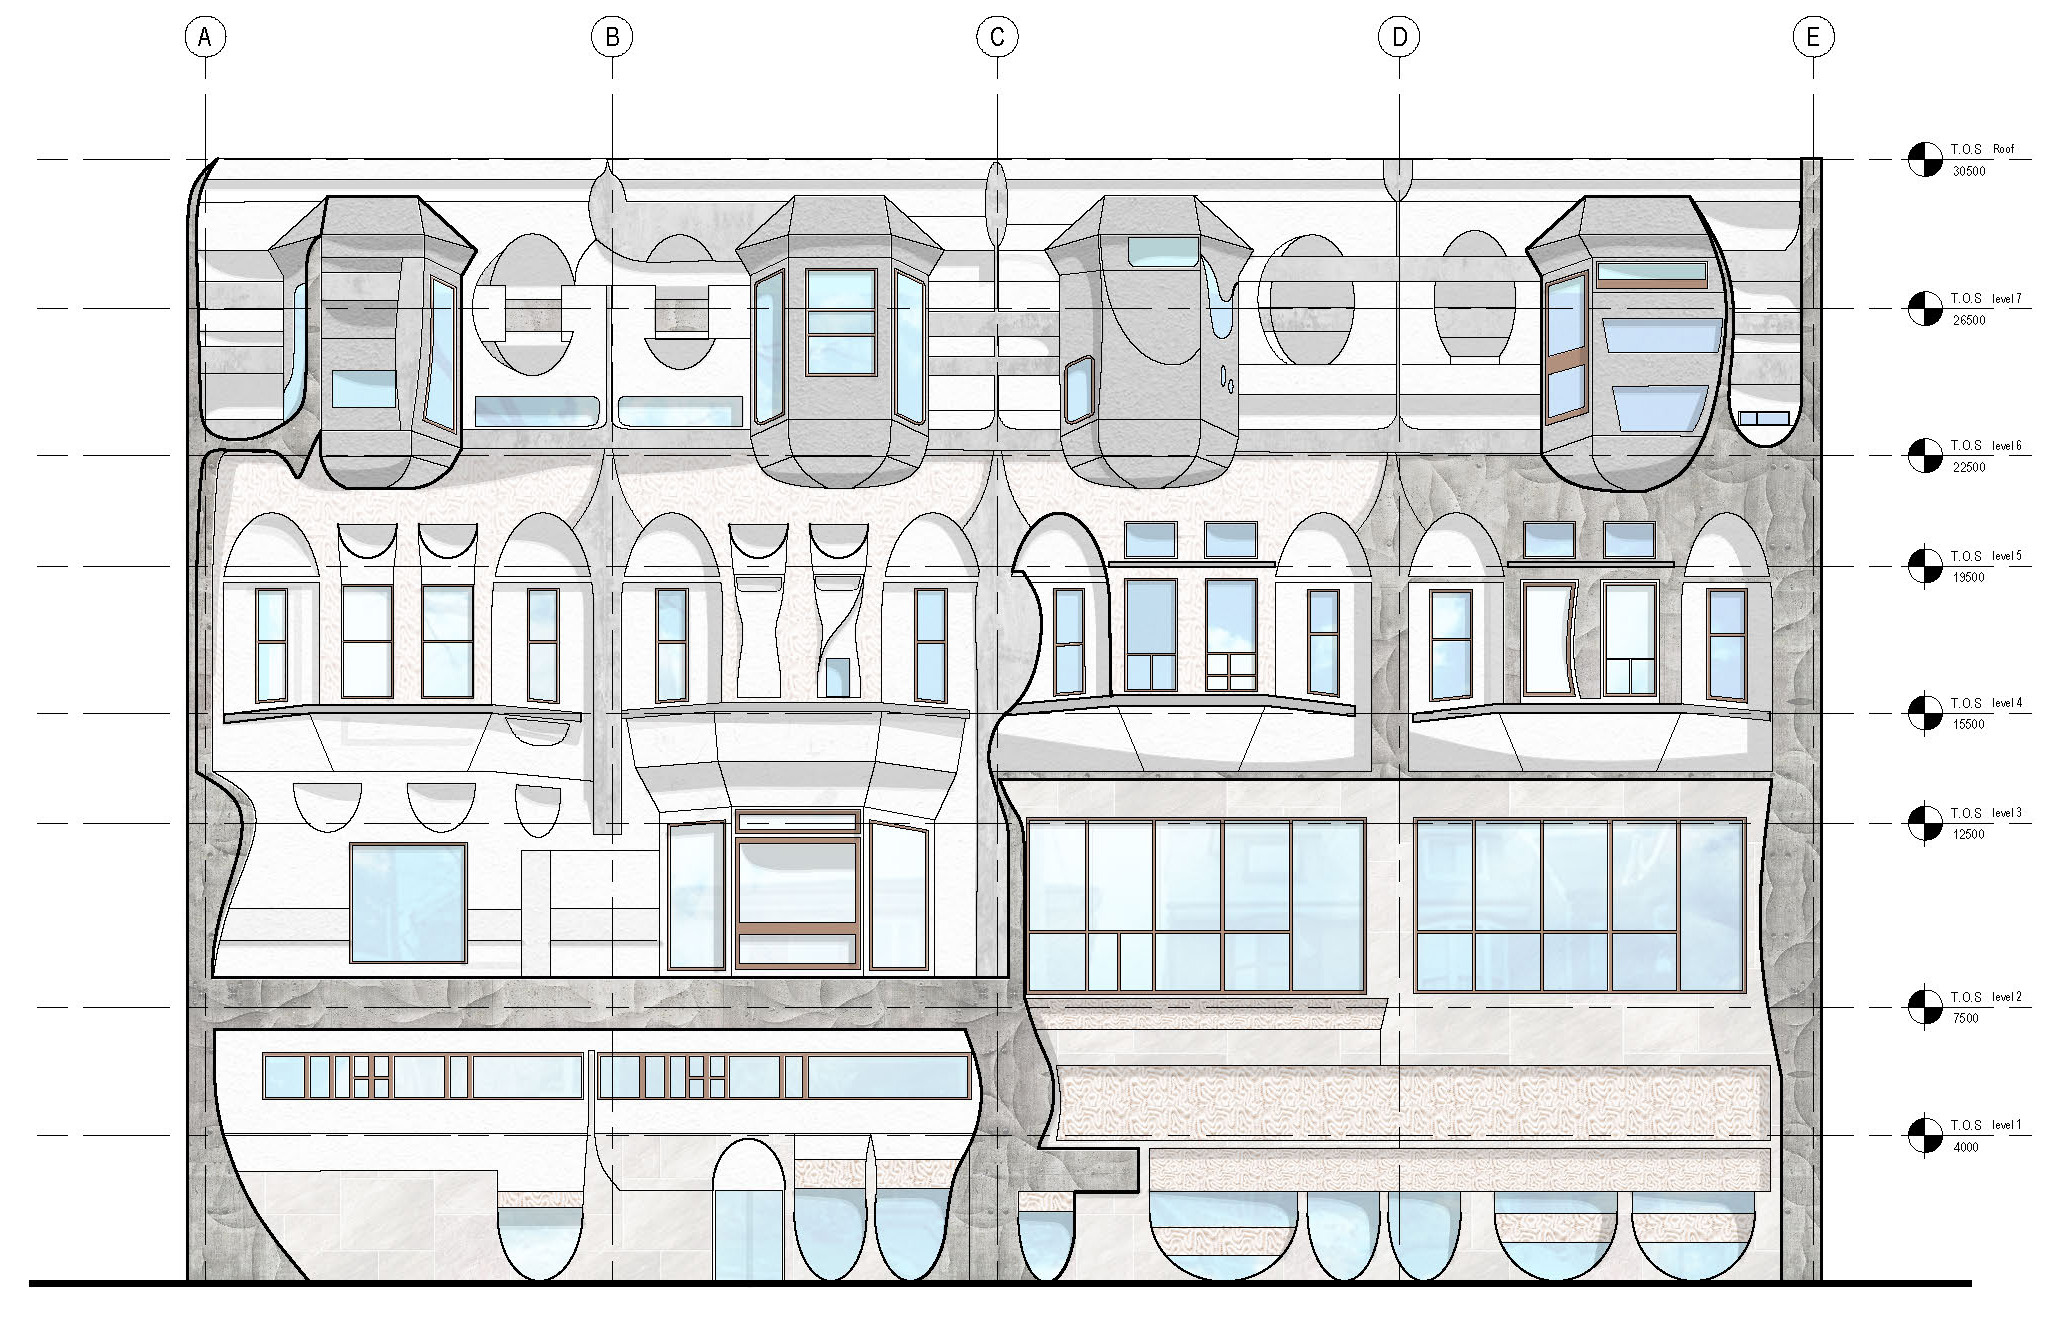 A B C D E
T.O.S Roof
30500
T.O.S level 7
26500
T.O.S level 6
22500
T.O.S level 5
19500
T.O.S level 4
15500
T.O.S level 3
12500
T.O.S level 2
7500
T.O.S level 1
4000